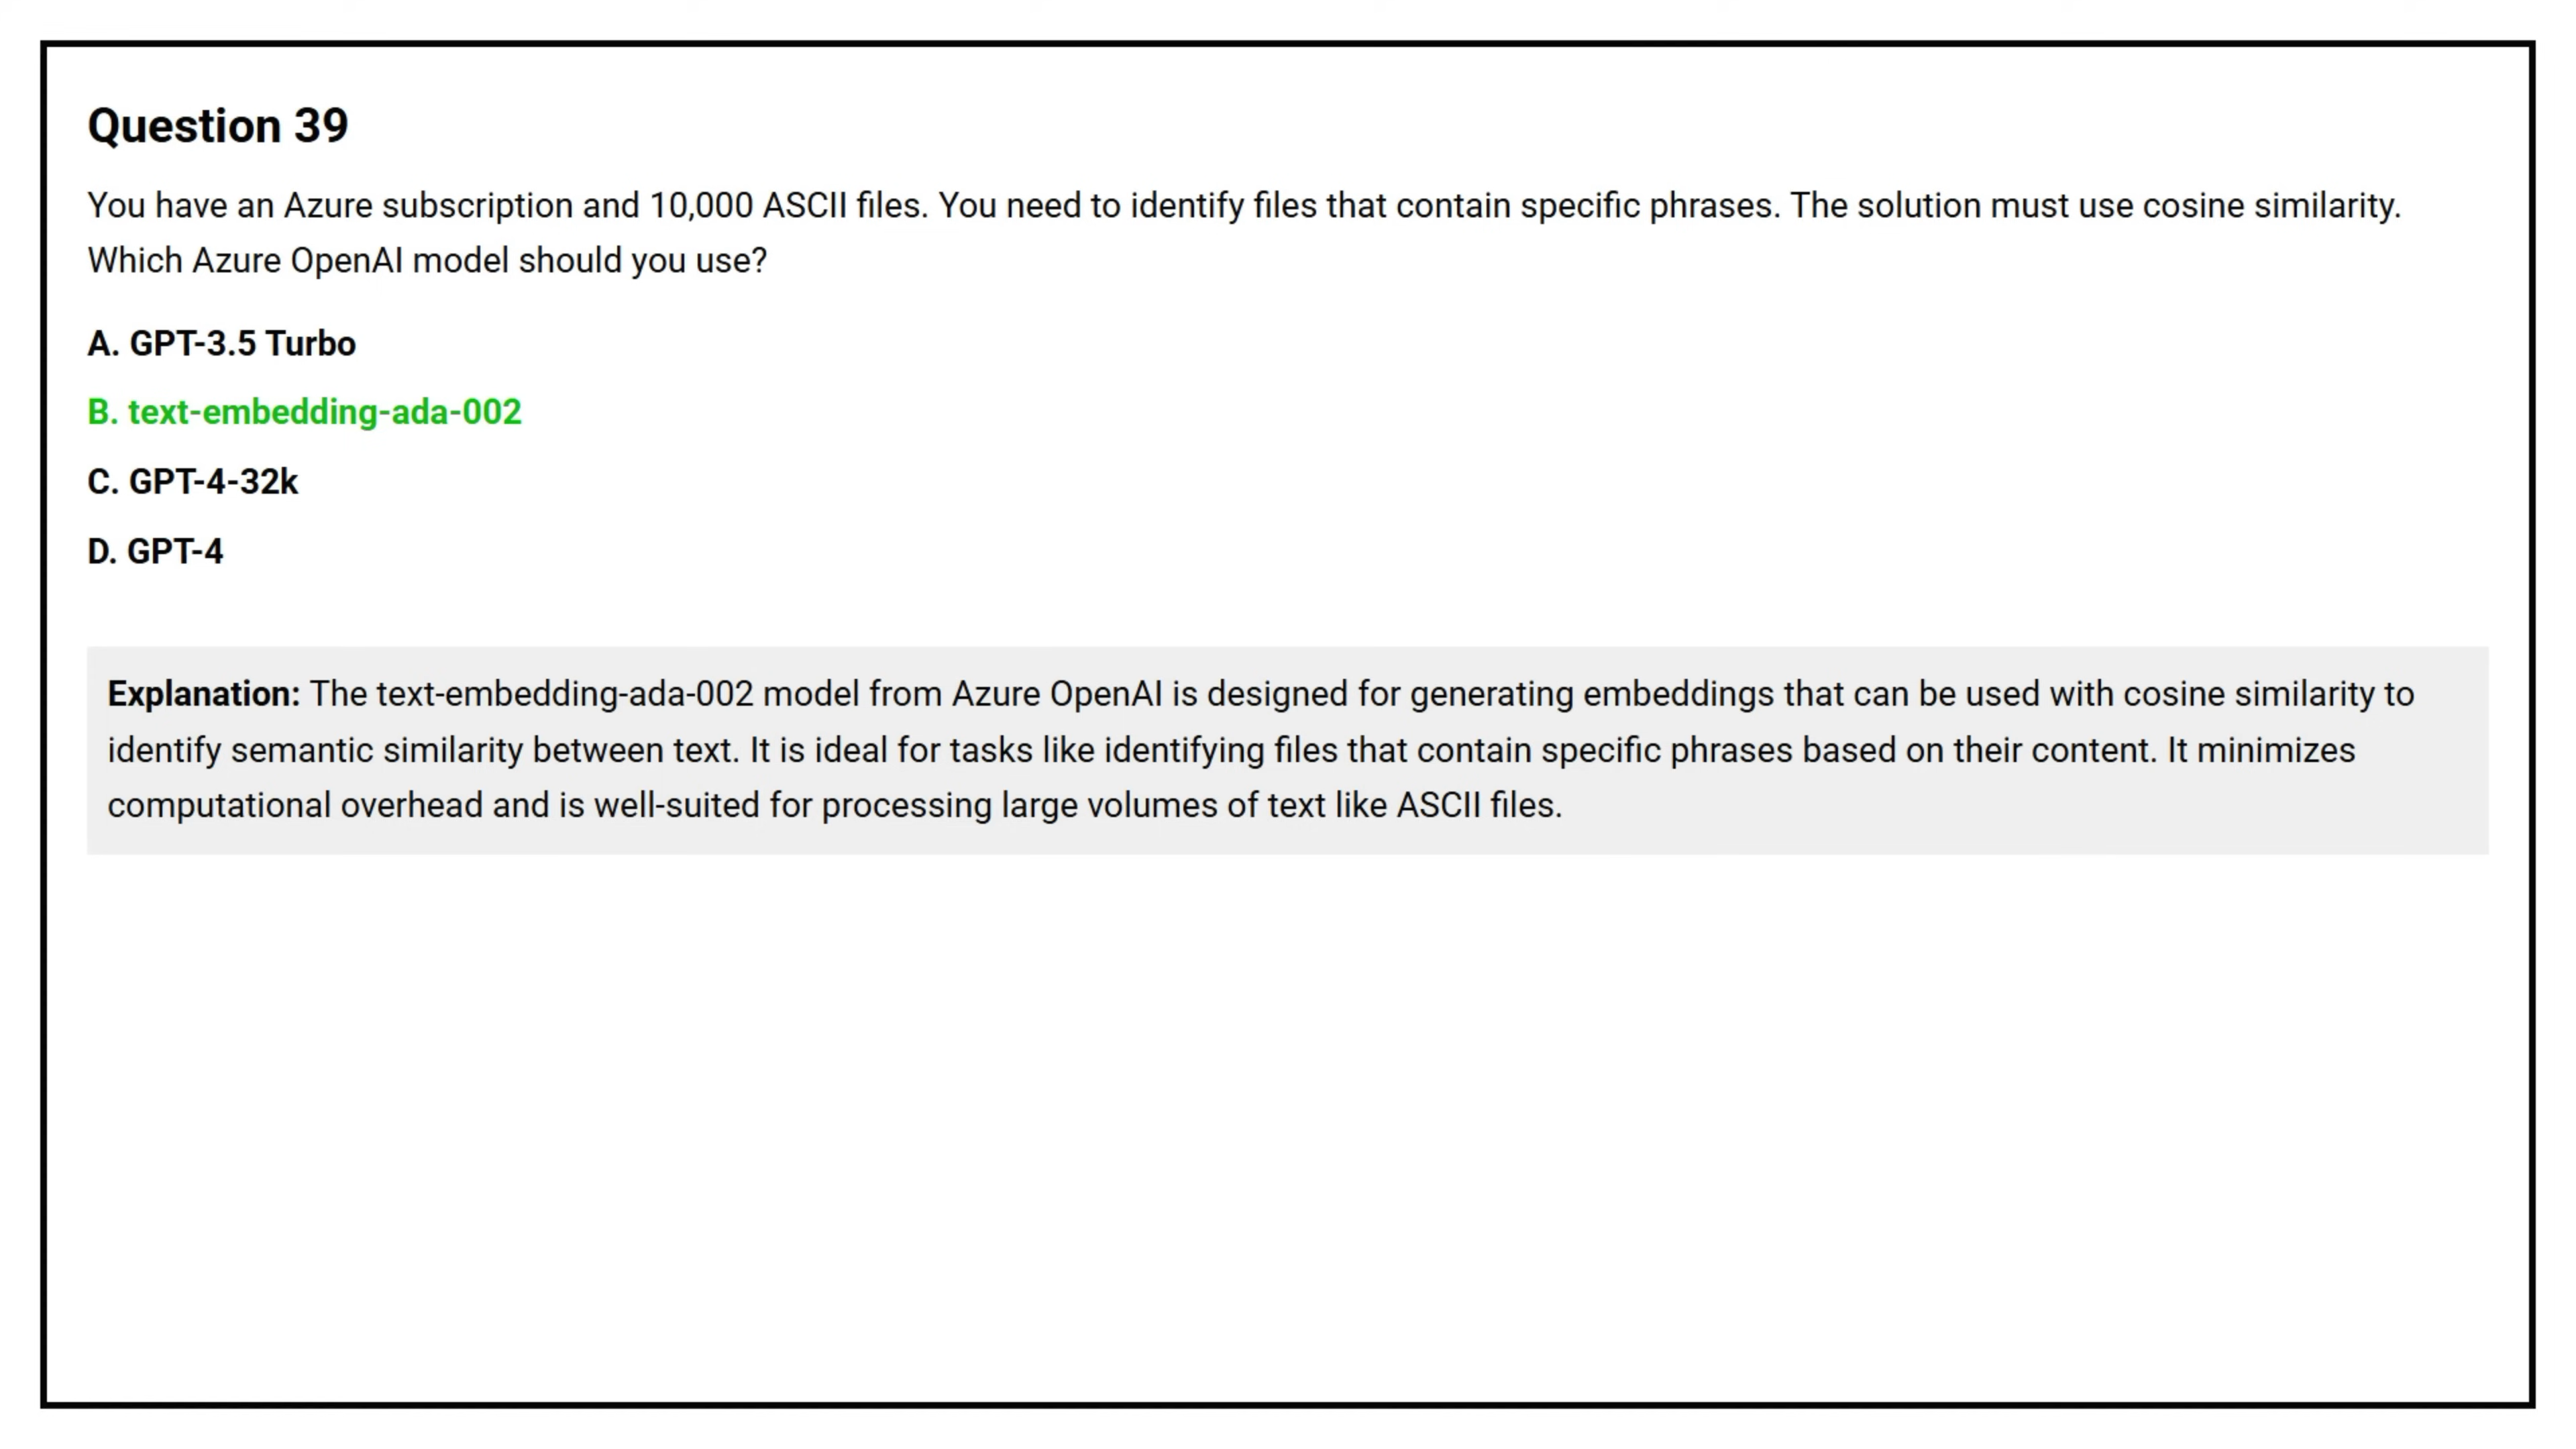 Question 39
You have an Azure subscription and 10,000 ASCII files. You need to identify files that contain specific phrases. The solution must use cosine similarity.
Which Azure OpenAI model should you use?
A. GPT-3.5 Turbo
B. text-embedding-ada-002
C. GPT-4-32k
D. GPT-4
Explanation: The text-embedding-ada-002 model from Azure OpenAI is designed for generating embeddings that can be used with cosine similarity to
identify semantic similarity between text. It is ideal for tasks like identifying files that contain specific phrases based on their content. It minimizes
computational overhead and is well-suited for processing large volumes of text like ASCII files.